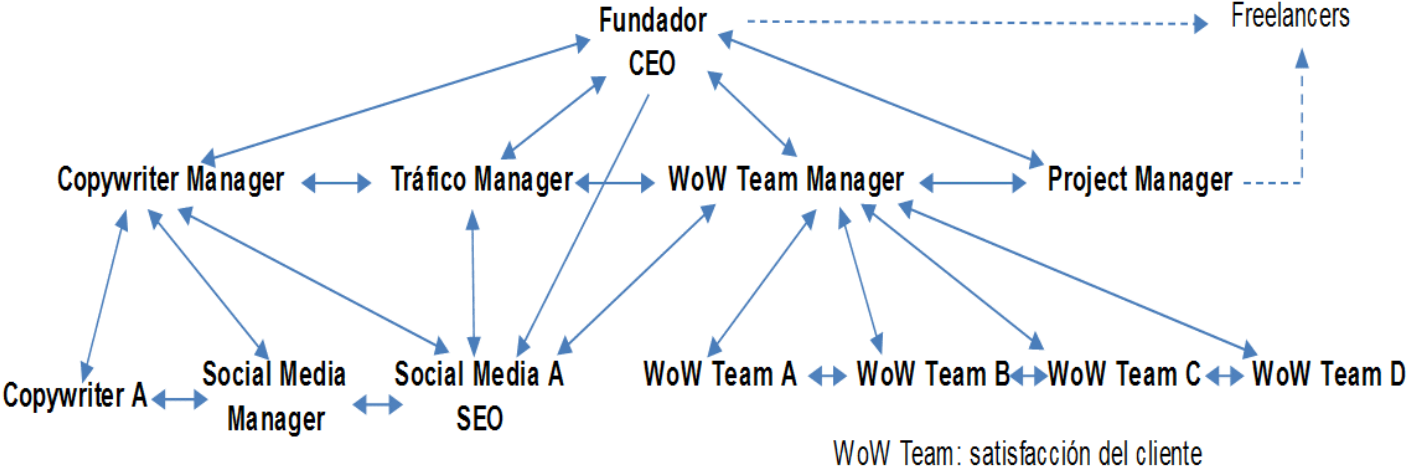 Fundador
CEO
Freelancers
Copywriter Manager
Tráfico Manager
WoW Team Manager
Project Manager
Copywriter A
Social Media
Manager
Social Media A
SEO
WoW Team A
WoW Team B
WoW Team C
WoW Team D
WoW Team: satisfacción del cliente